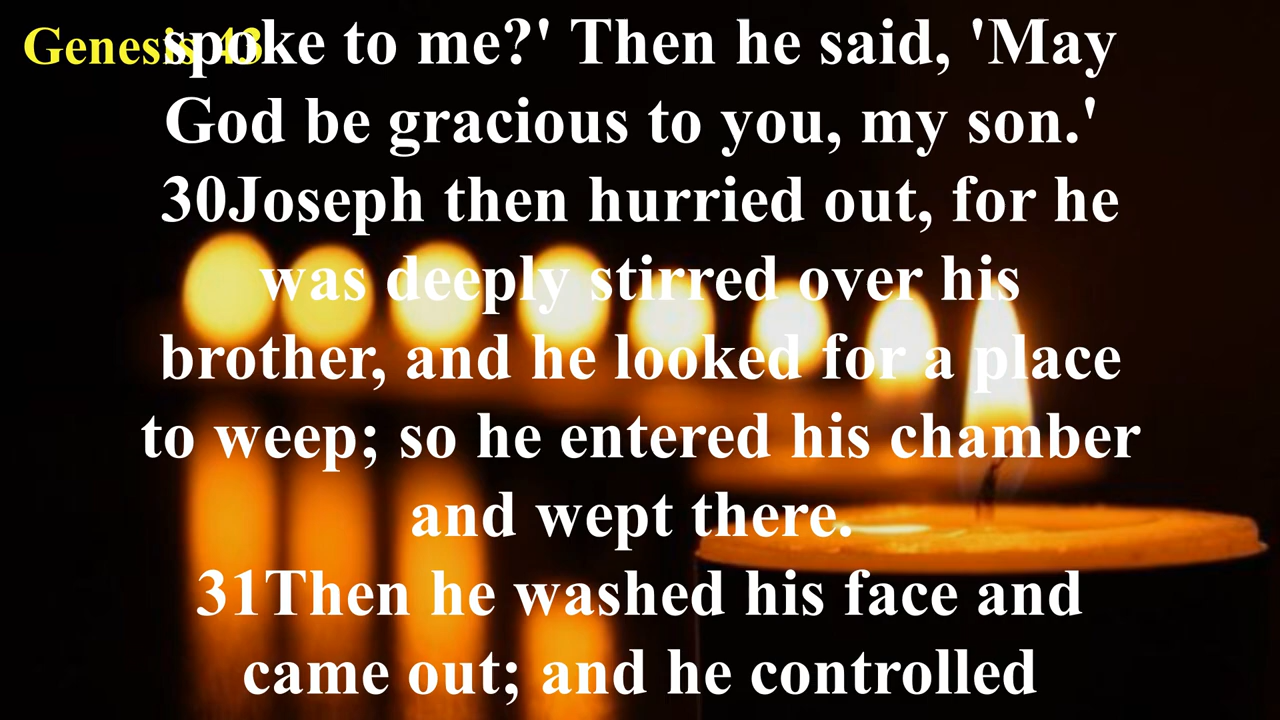 Genesis 43
spoke to me?' Then he said, 'May
God be gracious to you, my son.'
30Joseph then hurried out, for he
was deeply stirred over his
brother, and he looked for a place
to weep; so he entered his chamber
and wept there.
31Then he washed his face and
came out; and he controlled